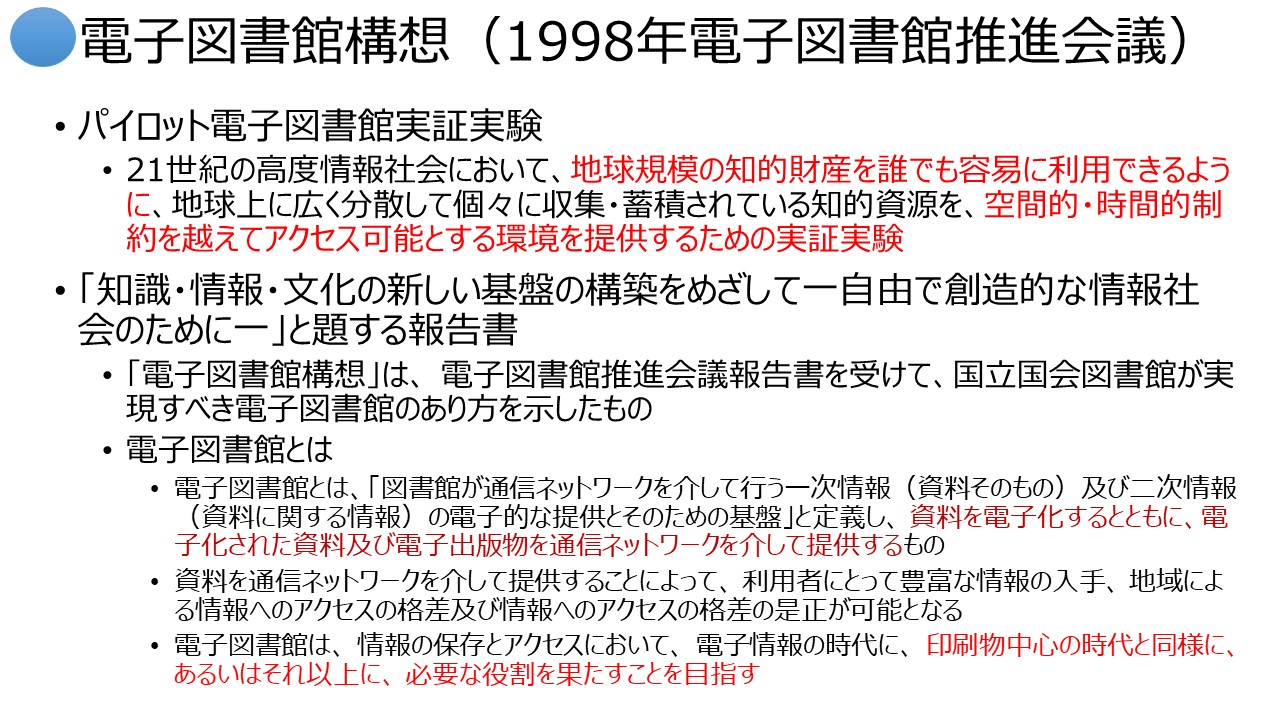 電子図書館構想（1998年電子図書館推進会議）
• パイロット電子図書館実証実験
• 21世紀の高度情報社会において、地球規模の知的財産を誰でも容易に利用できるよう
に、地球上に広く分散して個々に収集・蓄積されている知的資源を、空間的・時間的制
約を越えてアクセス可能とする環境を提供するための実証実験
• 「知識・情報・文化の新しい基盤の構築をめざして一自由で創造的な情報社
会のために一」と題する報告書
• 「電子図書館構想」は、電子図書館推進会議報告書を受けて、国立国会図書館が実
現すべき電子図書館のあり方を示したもの
• 電子図書館とは
• 電子図書館とは、「図書館が通信ネットワークを介して行う一次情報（資料そのもの）及び二次情報
（資料に関する情報）の電子的な提供とそのための基盤」と定義し、資料を電子化するとともに、電
子化された資料及び電子出版物を通信ネットワークを介して提供するもの
• 資料を通信ネットワークを介して提供することによって、利用者にとって豊富な情報の入手、地域によ
る情報へのアクセスの格差及び情報へのアクセスの格差の是正が可能となる
• 電子図書館は、情報の保存とアクセスにおいて、電子情報の時代に、印刷物中心の時代と同様に、
あるいはそれ以上に、必要な役割を果たすことを目指す